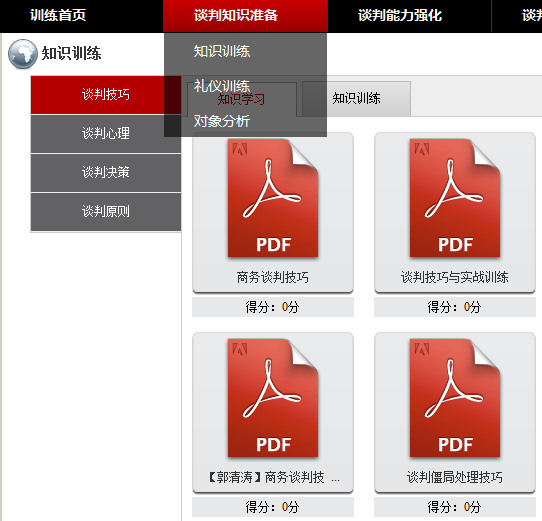 训练首页 谈判知识准备 谈判能力强化 谈判
知识训练
知识训练
礼仪训练
对象分析
谈判技巧
谈判心理
谈判决策
谈判原则
知识学习 知识训练
PDF PDF
商务谈判技巧 谈判技巧与实战训练
得分：0分 得分：0分
PDF PDF
【郭清涛】商务谈判技 ... 谈判僵局处理技巧
得分：0分 得分：0分